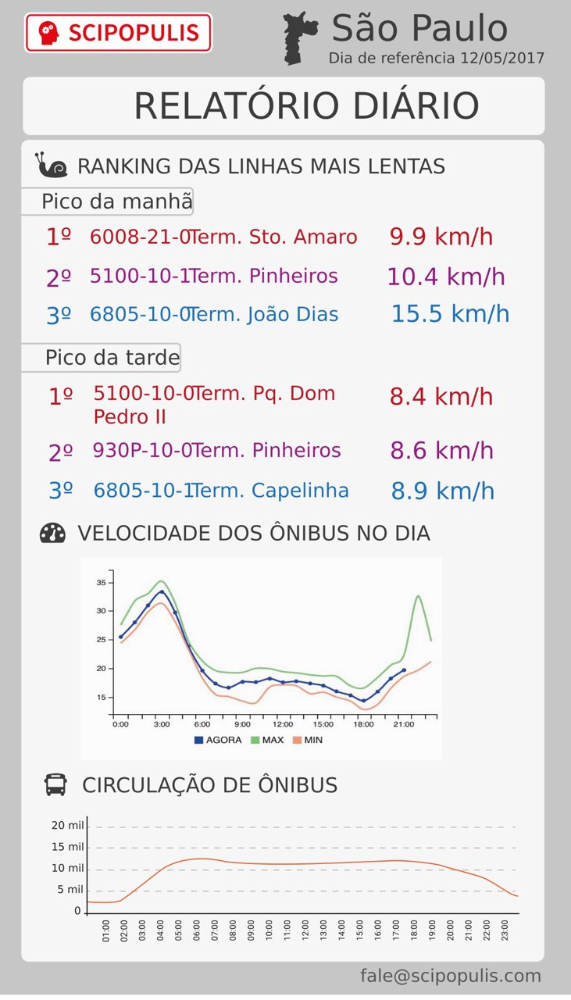 SCIPOPULIS
São Paulo
Dia de referência 12/05/2017
RELATÓRIO DIÁRIO
RANKING DAS LINHAS MAIS LENTAS
Pico da manhã
1º 6008-21-0Term. Sto. Amaro 9.9 km/h
2º 5100-10-1Term. Pinheiros 10.4 km/h
3º 6805-10-0Term. João Dias 15.5 km/h
Pico da tarde
1º 5100-10-0Term. Pq. Dom 8.4 km/h
Pedro II
2º 930P-10-0Term. Pinheiros 8.6 km/h
3º 6805-10-1Term. Capelinha 8.9 km/h
VELOCIDADE DOS ÔNIBUS NO DIA
35
30
25
20
15
0:00 3:00 6:00 9:00 12:00 15:00 18:00 21:00
AGORA MAX MIN
CIRCULAÇÃO DE ÔNIBUS
20 mil
15 mil
10 mil
5 mil
0
01:00 02:00 03:00 04:00 05:00 06:00 07:00 08:00 09:00 10:00 11:00 12:00 13:00 14:00 15:00 16:00 17:00 18:00 19:00 20:00 21:00 22:00 23:00
fale@scipopulis.com